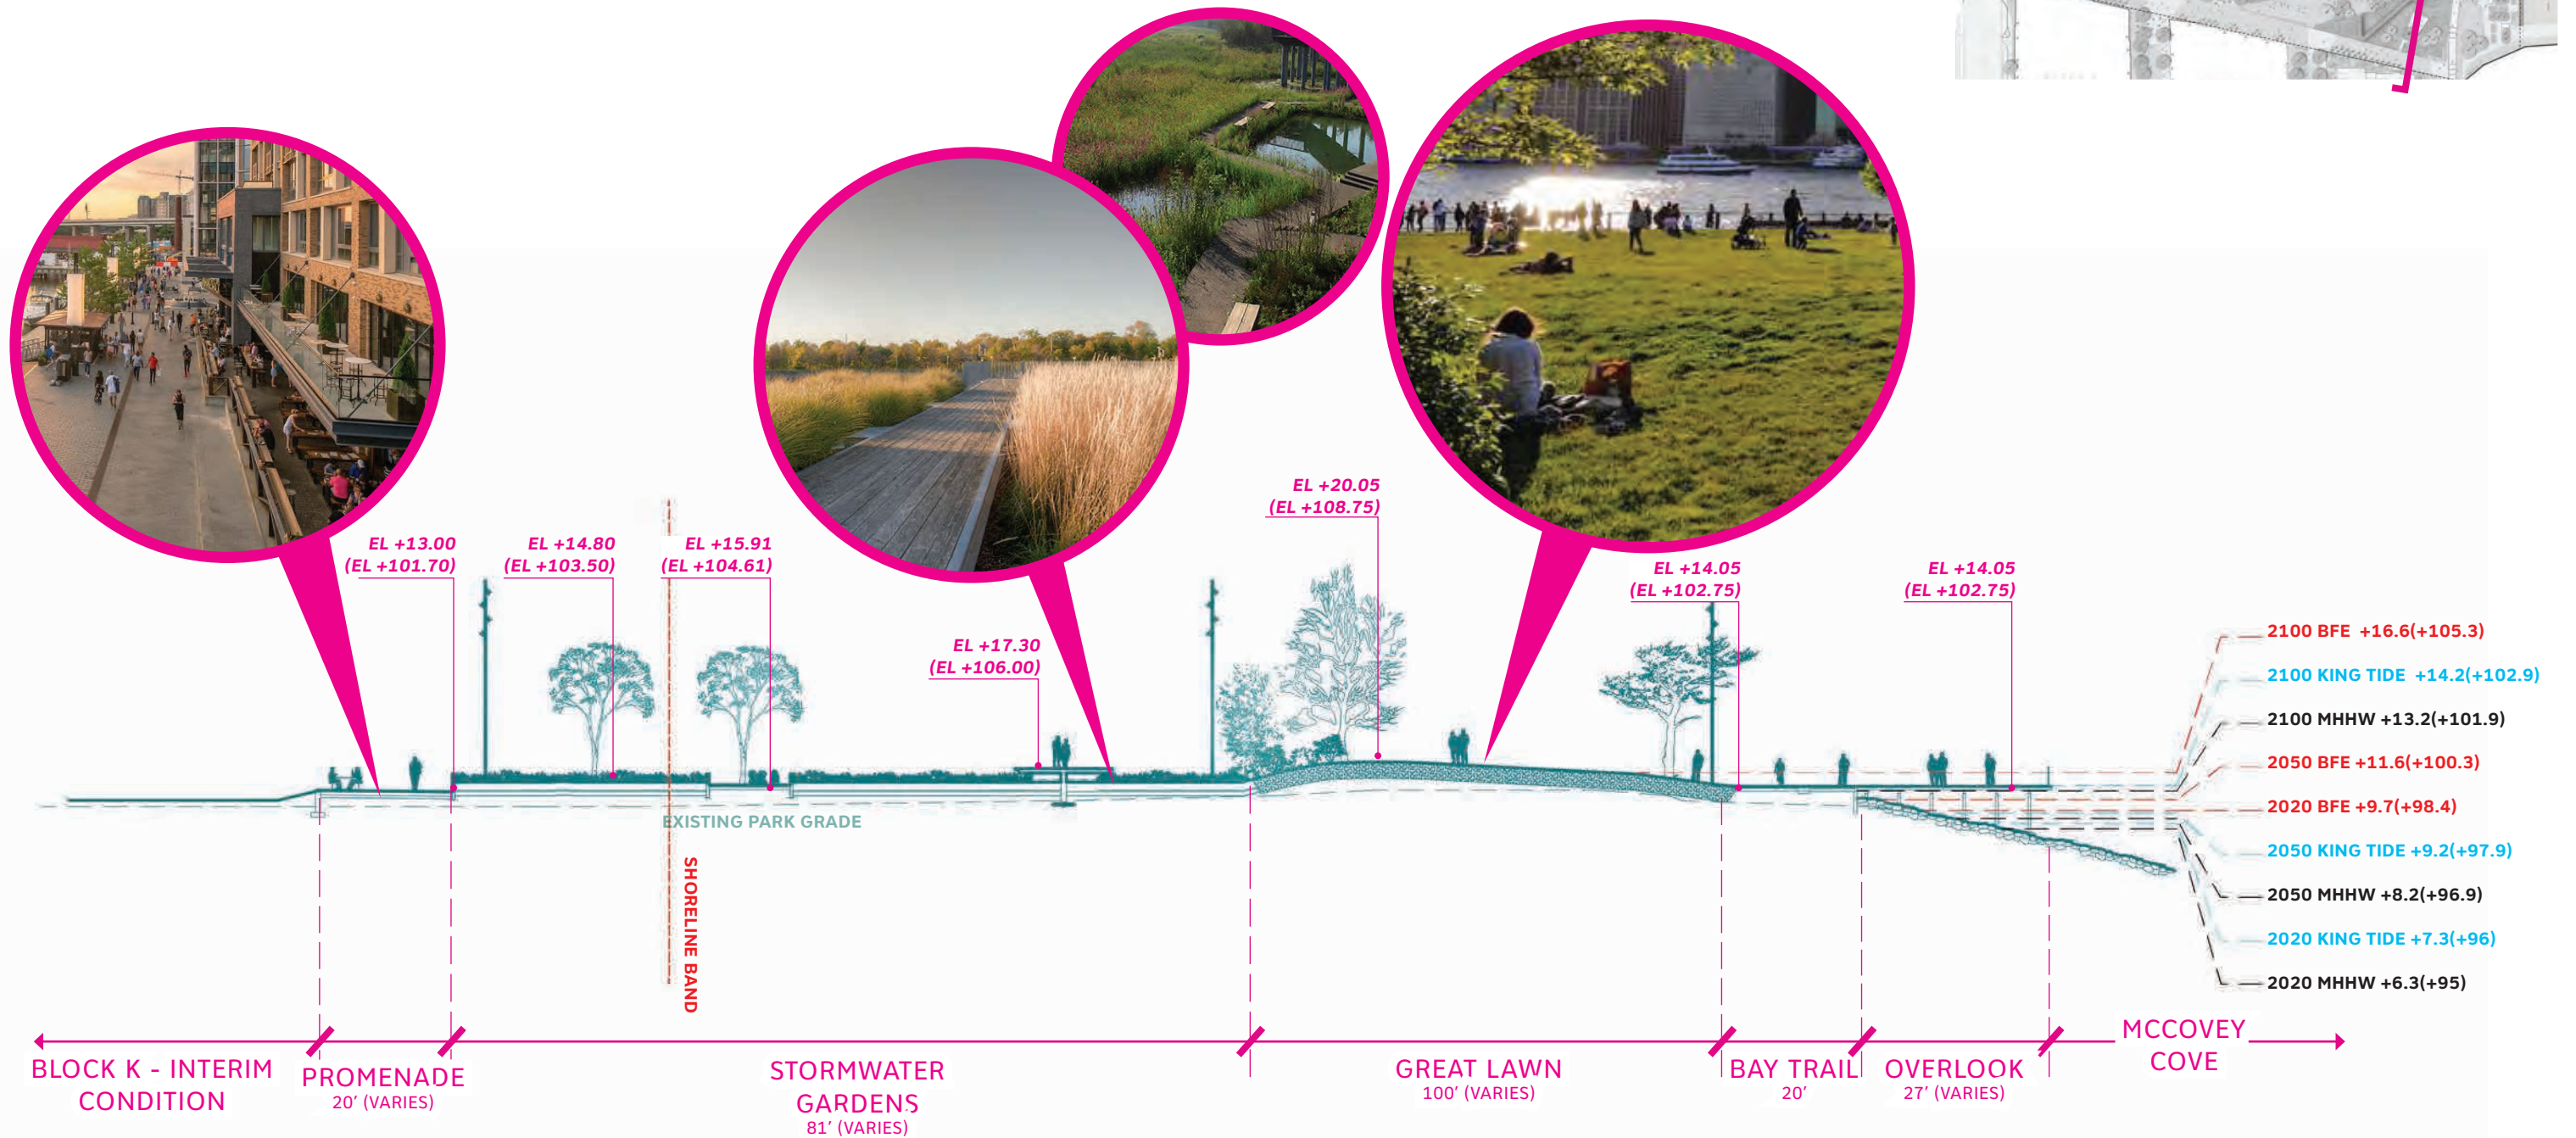 EL +20.05
(EL +108.75)
EL +13.00
(EL +101.70)
EL +14.80
(EL +103.50)
EL +15.91
(EL +104.61)
EL +17.30
(EL +106.00)
EL +14.05
(EL +102.75)
EL +14.05
(EL +102.75)
2100 BFE +16.6(+105.3)
2100 KING TIDE +14.2(+102.9)
2100 MHHW +13.2(+101.9)
2050 BFE +11.6(+100.3)
2020 BFE +9.7(+98.4)
2050 KING TIDE +9.2(+97.9)
2050 MHHW +8.2(+96.9)
2020 KING TIDE +7.3(+96)
2020 MHHW +6.3(+95)
EXISTING PARK GRADE
SHORELINE BAND
BLOCK K - INTERIM
CONDITION
PROMENADE
20' (VARIES)
STORMWATER
GARDENS
81' (VARIES)
GREAT LAWN
100' (VARIES)
BAY TRAIL
20'
OVERLOOK
27' (VARIES)
MCCOVEY
COVE